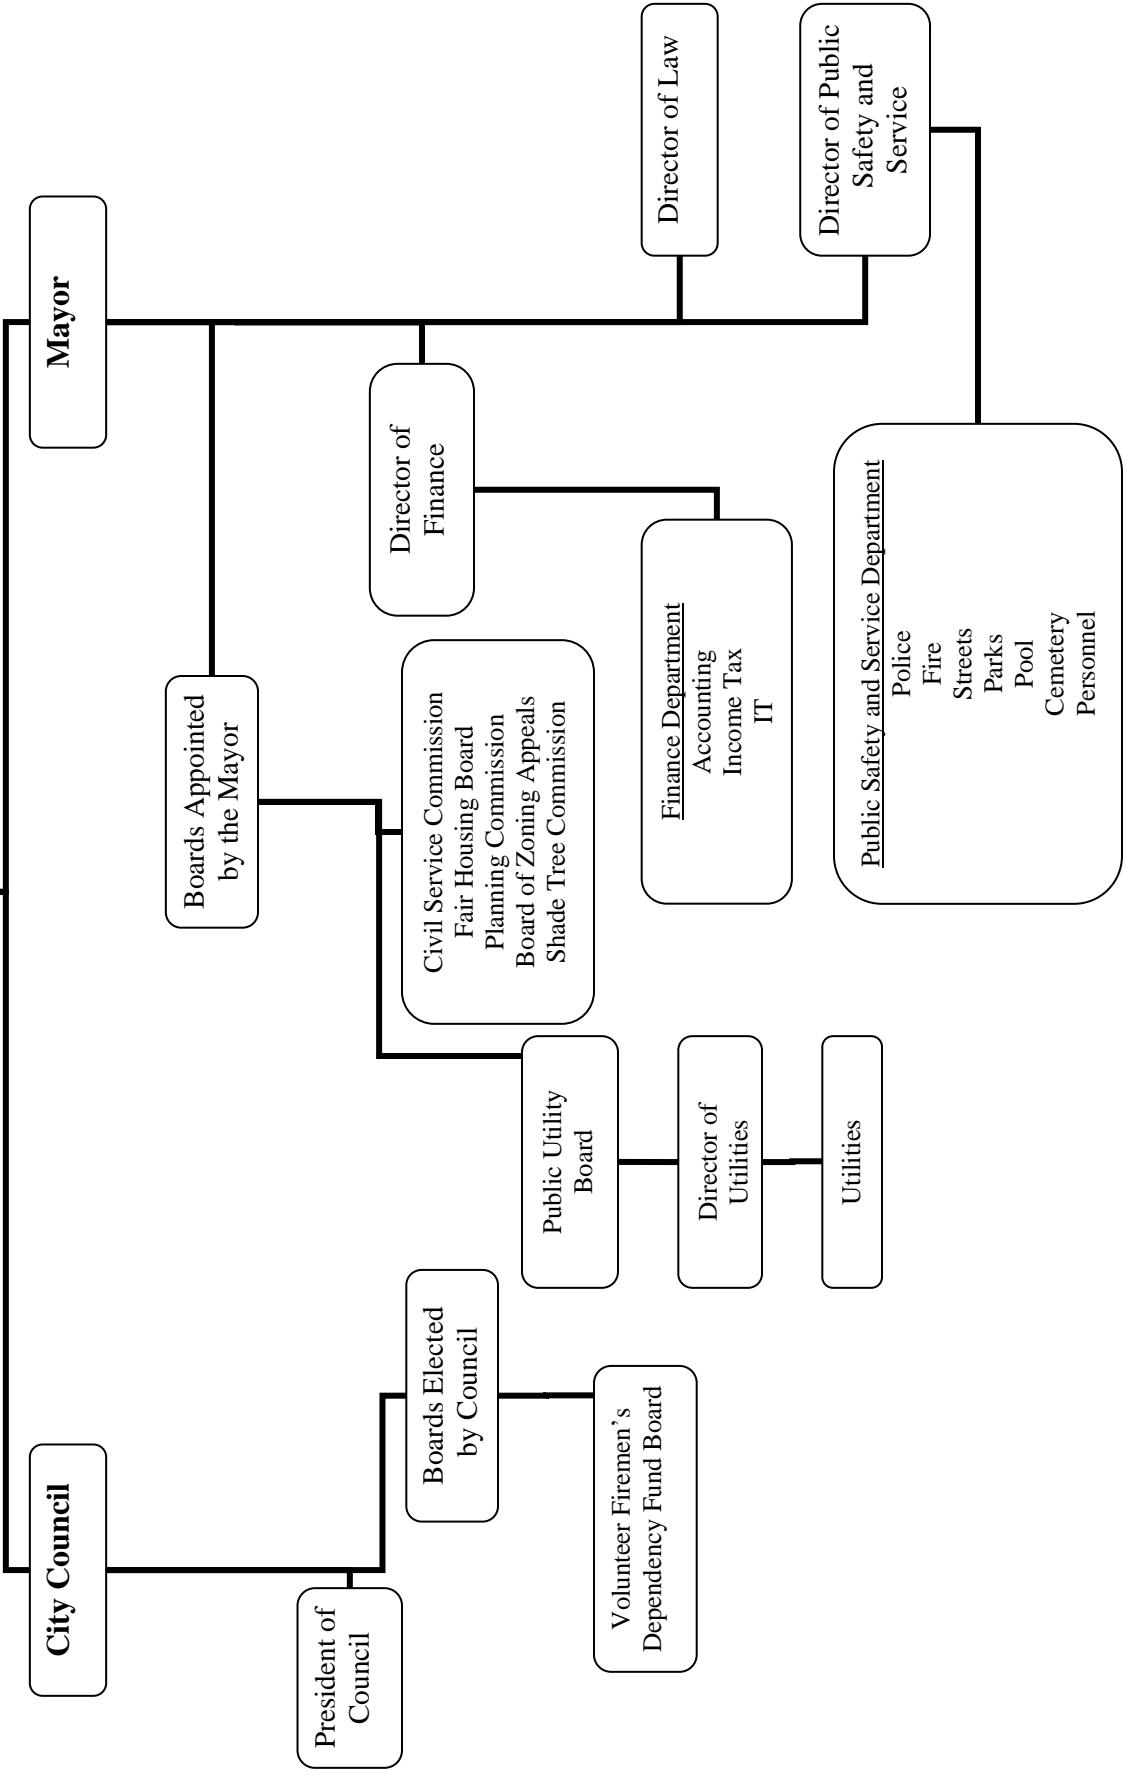 City Council
Mayor
President of
Council
Boards Elected
by Council
Volunteer Firemen's
Dependency Fund Board
Boards Appointed
by the Mayor
Public Utility
Board
Director of
Utilities
Utilities
Civil Service Commission
Fair Housing Board
Planning Commission
Board of Zoning Appeals
Shade Tree Commission
Director of
Finance
Finance Department
Accounting
Income Tax
IT
Director of Law
Director of Public
Safety and
Service
Public Safety and Service Department
Police
Fire
Streets
Parks
Pool
Cemetery
Personnel